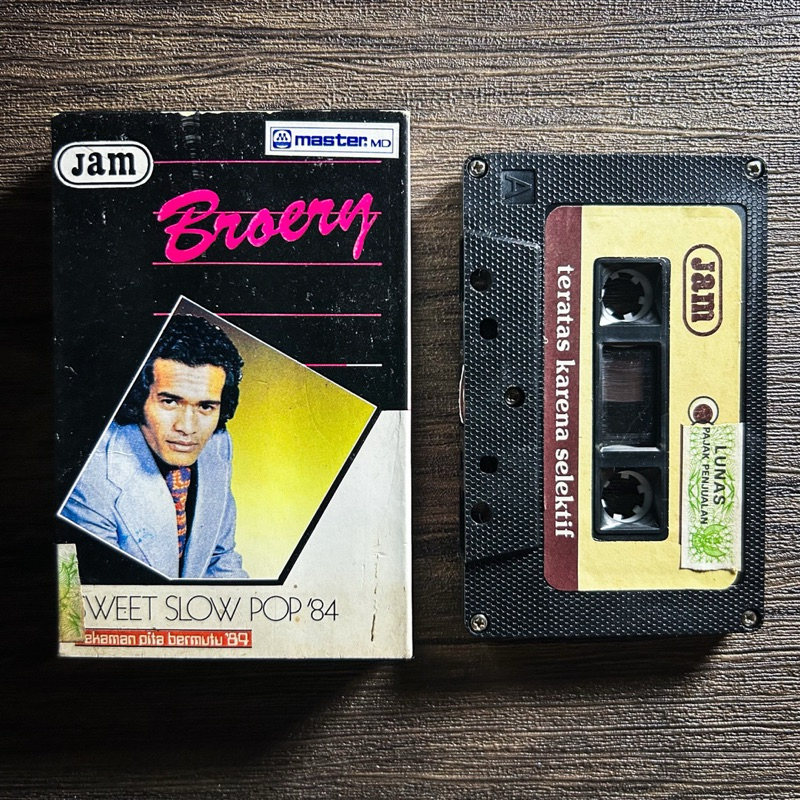 Jam
master. MD
Broery
WEET SLOW POP '84
ekaman pita bermutu '84
A
Jam
teratas karena selektif
LUNAS
PAJAK PENJUALAN